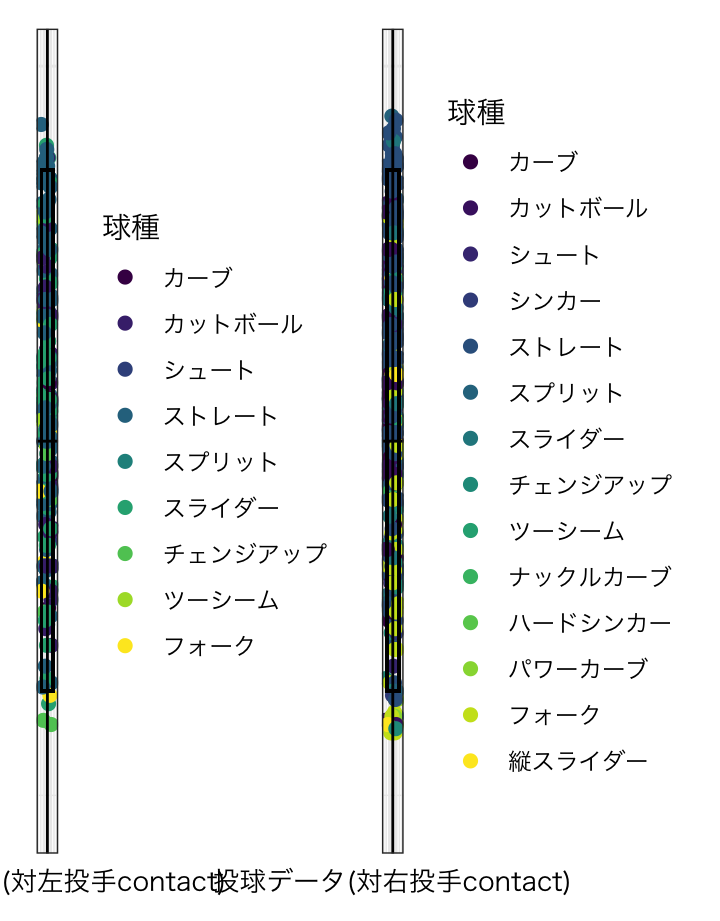 球種
カーブ
カットボール
シュート
ストレート
スプリット
スライダー
チェンジアップ
ツーシーム
フォーク
球種
カーブ
カットボール
シュート
シンカー
ストレート
スプリット
スライダー
チェンジアップ
ツーシーム
ナックルカーブ
ハードシンカー
パワーカーブ
フォーク
縦スライダー
(対左投手contact)
投球データ(対右投手contact)